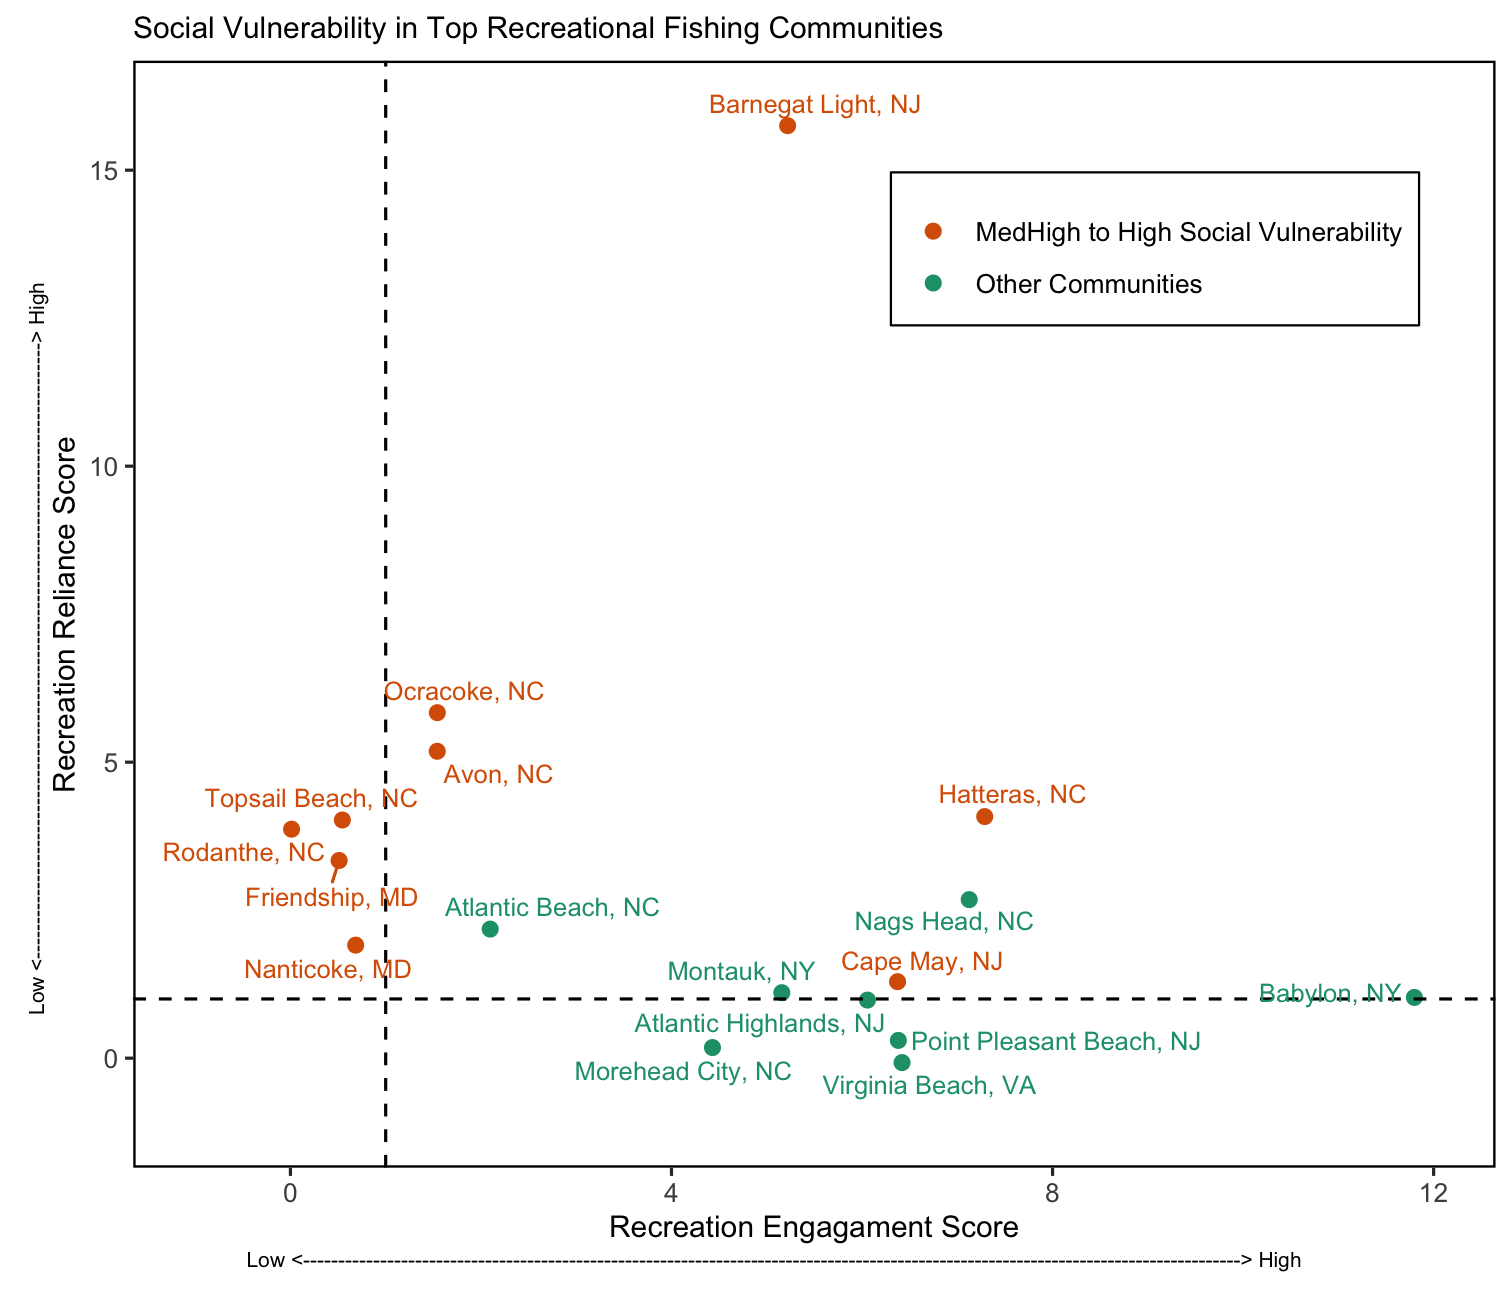 Social Vulnerability in Top Recreational Fishing Communities
Barnegat Light, NJ
15
MedHigh to High Social Vulnerability
Other Communities
Low <----------------------------------------------------------------------------> High
Recreation Reliance Score
10
Ocracoke, NC
5
Avon, NC
Topsail Beach, NC
Hatteras, NC
Rodanthe, NC
Friendship, MD
Atlantic Beach, NC
Nags Head, NC
Nanticoke, MD
Montauk, NY
Cape May, NJ
Babylon, NY
Atlantic Highlands, NJ
Point Pleasant Beach, NJ
0
Morehead City, NC
Virginia Beach, VA
0
4
8
12
Recreation Engagament Score
Low <----------------------------------------------------------------------------------------------------------------------------> High